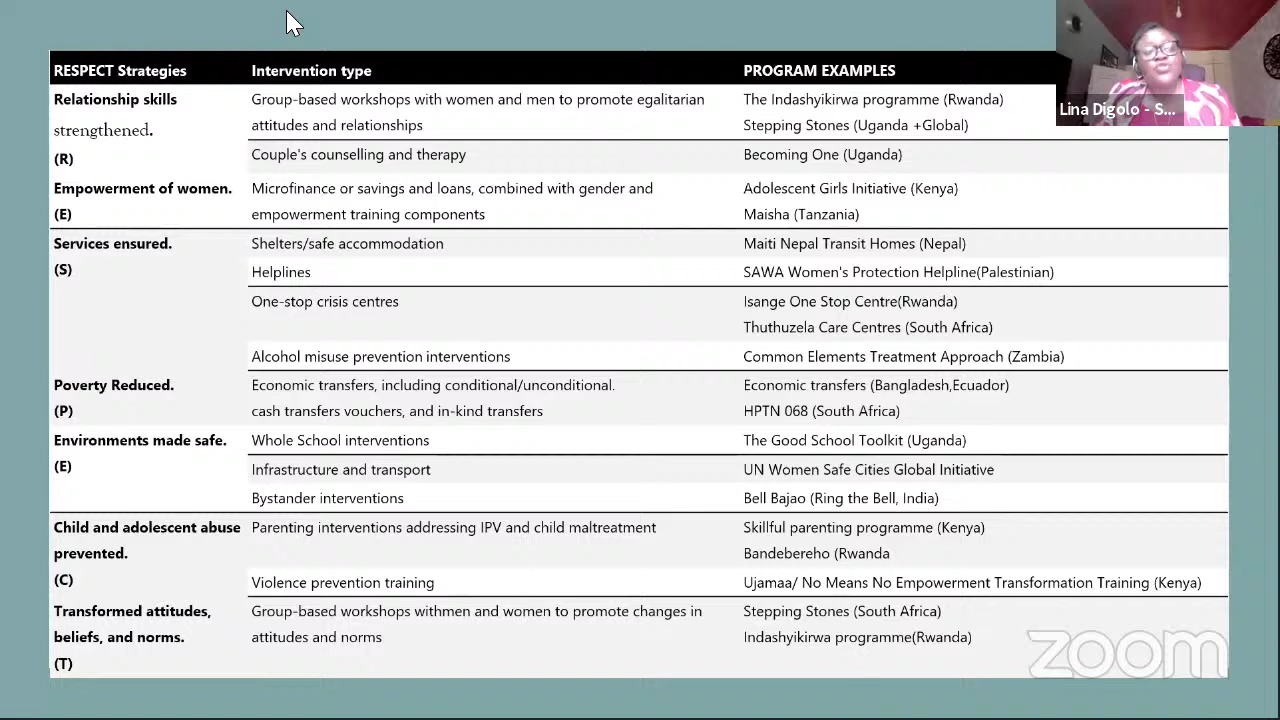 RESPECT Strategies Intervention type PROGRAM EXAMPLES
Relationship skills Group-based workshops with women and men to promote egalitarian The Indashyikirwa programme (Rwanda)
strengthened. attitudes and relationships Stepping Stones (Uganda +Global)
(R) Couple's counselling and therapy Becoming One (Uganda)
Empowerment of women. Microfinance or savings and loans, combined with gender and Adolescent Girls Initiative (Kenya)
(E) empowerment training components Maisha (Tanzania)
Services ensured. Shelters/safe accommodation Maiti Nepal Transit Homes (Nepal)
(S) Helplines SAWA Women's Protection Helpline(Palestinian)
One-stop crisis centres Isange One Stop Centre(Rwanda)
Thuthuzela Care Centres (South Africa)
Alcohol misuse prevention interventions Common Elements Treatment Approach (Zambia)
Poverty Reduced. Economic transfers, including conditional/unconditional. Economic transfers (Bangladesh,Ecuador)
(P) cash transfers vouchers, and in-kind transfers HPTN 068 (South Africa)
Environments made safe. Whole School interventions The Good School Toolkit (Uganda)
(E) Infrastructure and transport UN Women Safe Cities Global Initiative
Bystander interventions Bell Bajao (Ring the Bell, India)
Child and adolescent abuse Parenting interventions addressing IPV and child maltreatment Skillful parenting programme (Kenya)
prevented. Bandebereho (Rwanda
(C) Violence prevention training Ujamaa/ No Means No Empowerment Transformation Training (Kenya)
Transformed attitudes, Group-based workshops withmen and women to promote changes in Stepping Stones (South Africa)
beliefs, and norms. attitudes and norms Indashyikirwa programme(Rwanda)
(T)
Lina Digolo - S...
zoom